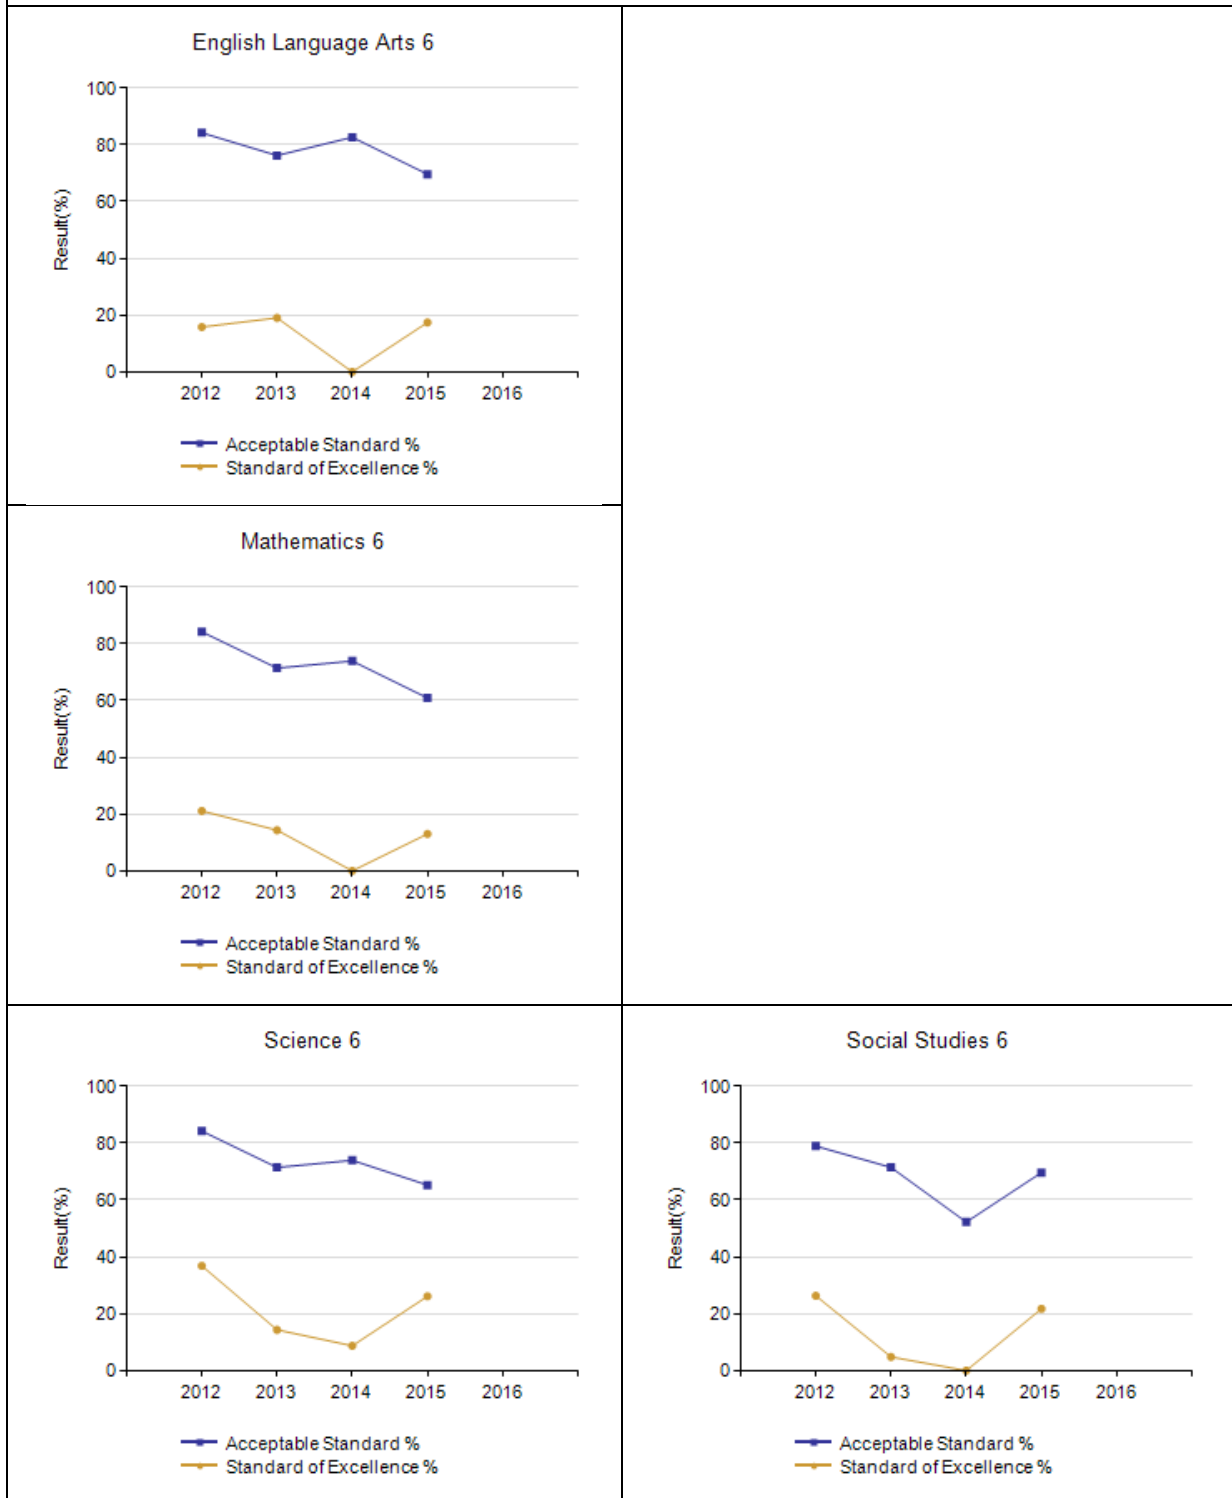 English Language Arts 6
100
80
60
40
20
0
Result(%)
2012 2013 2014 2015 2016
Acceptable Standard %
Standard of Excellence %
Mathematics 6
100
80
60
40
20
0
Result(%)
2012 2013 2014 2015 2016
Acceptable Standard %
Standard of Excellence %
Science 6
100
80
60
40
20
0
Result(%)
2012 2013 2014 2015 2016
Acceptable Standard %
Standard of Excellence %
Social Studies 6
100
80
60
40
20
0
Result(%)
2012 2013 2014 2015 2016
Acceptable Standard %
Standard of Excellence %